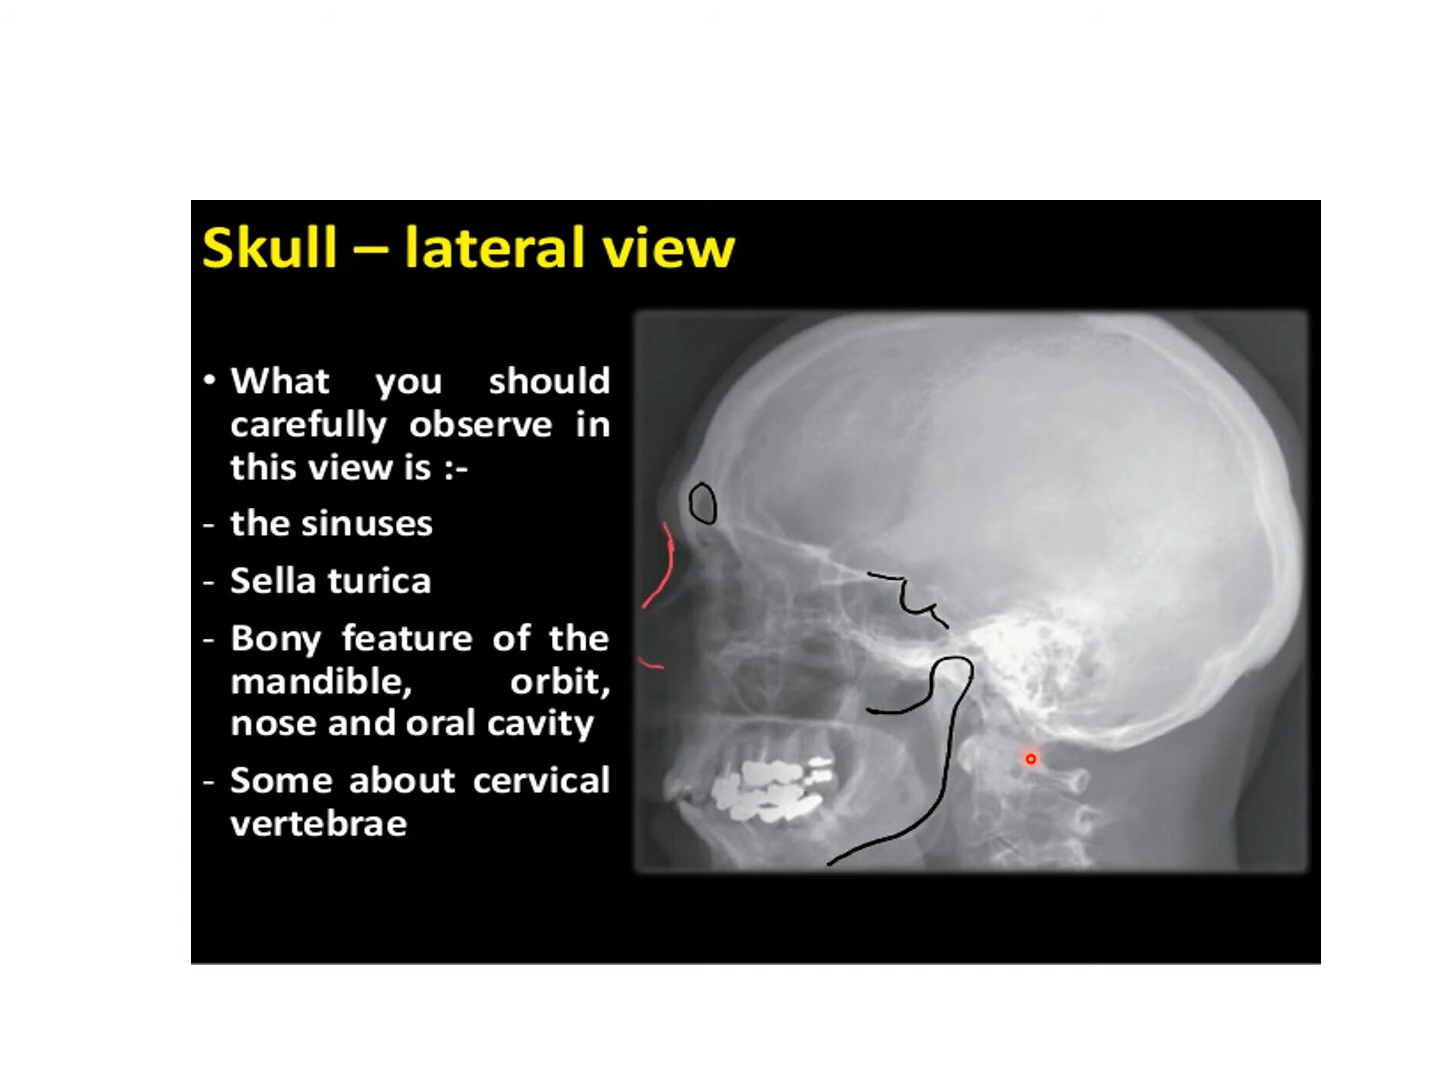 Skull – lateral view
• What you should
carefully observe in
this view is :-
- the sinuses
- Sella turica
- Bony feature of the
mandible, orbit,
nose and oral cavity
- Some about cervical
vertebrae